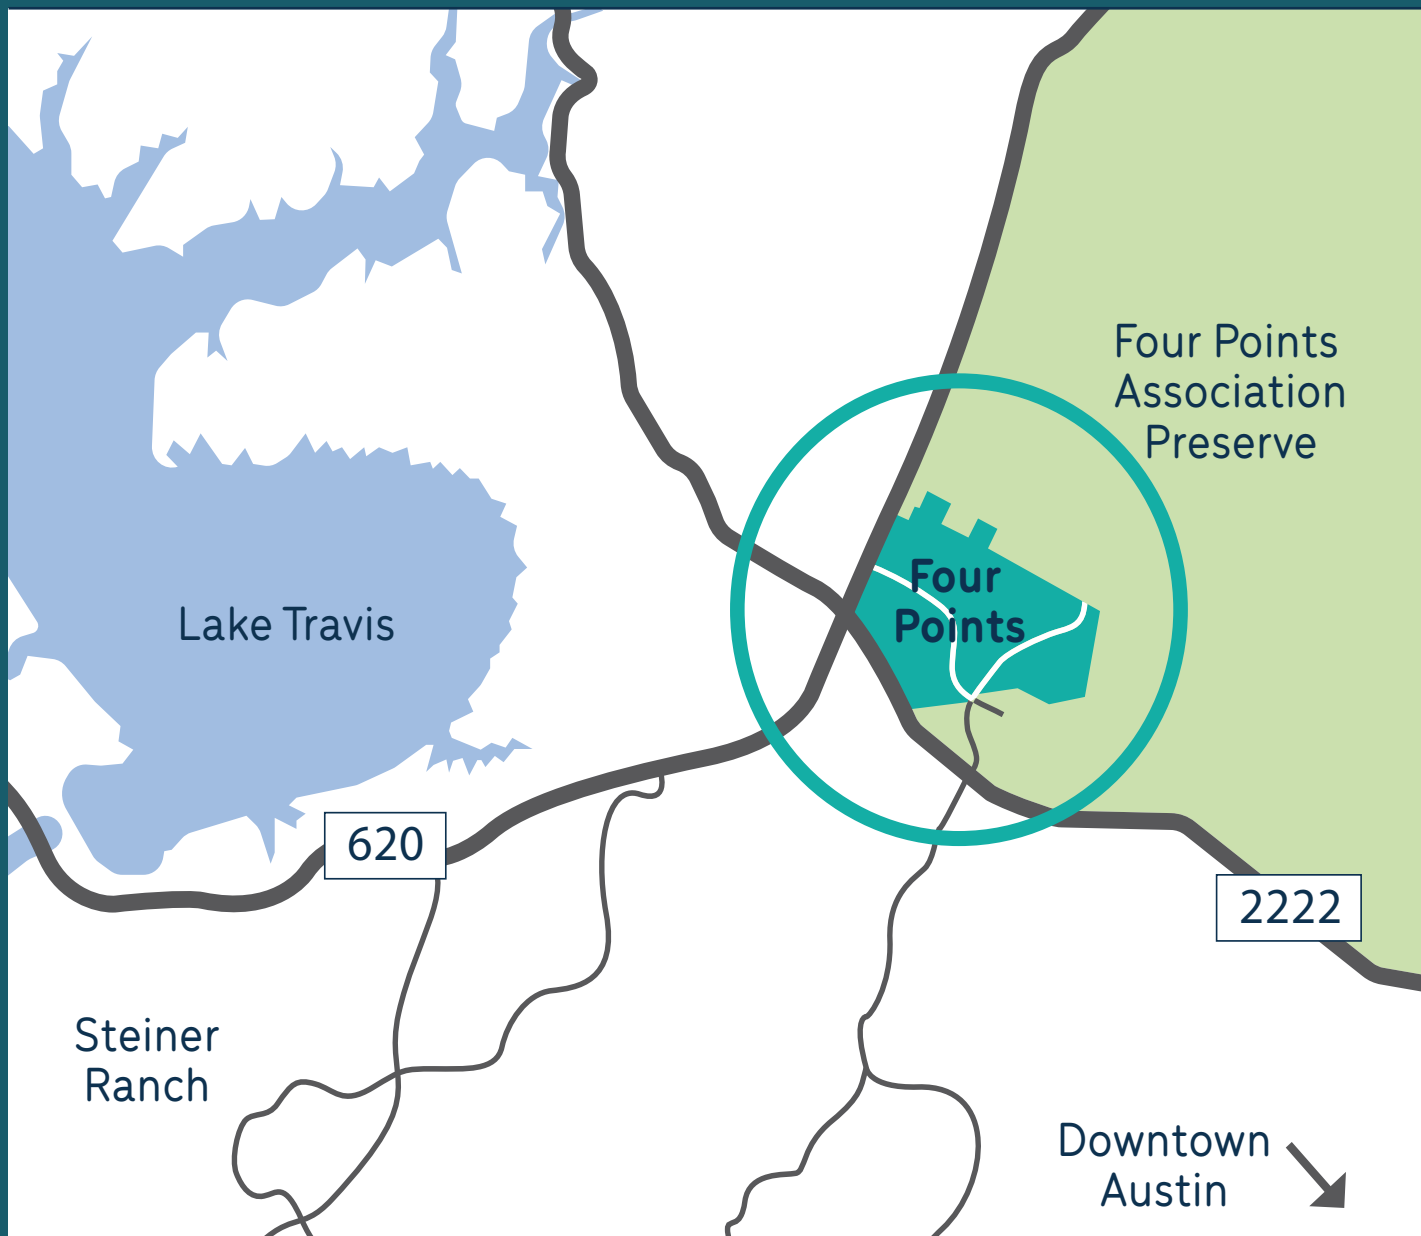 Four Points
Association
Preserve
Four
Points
Lake Travis
620
2222
Steiner
Ranch
Downtown
Austin